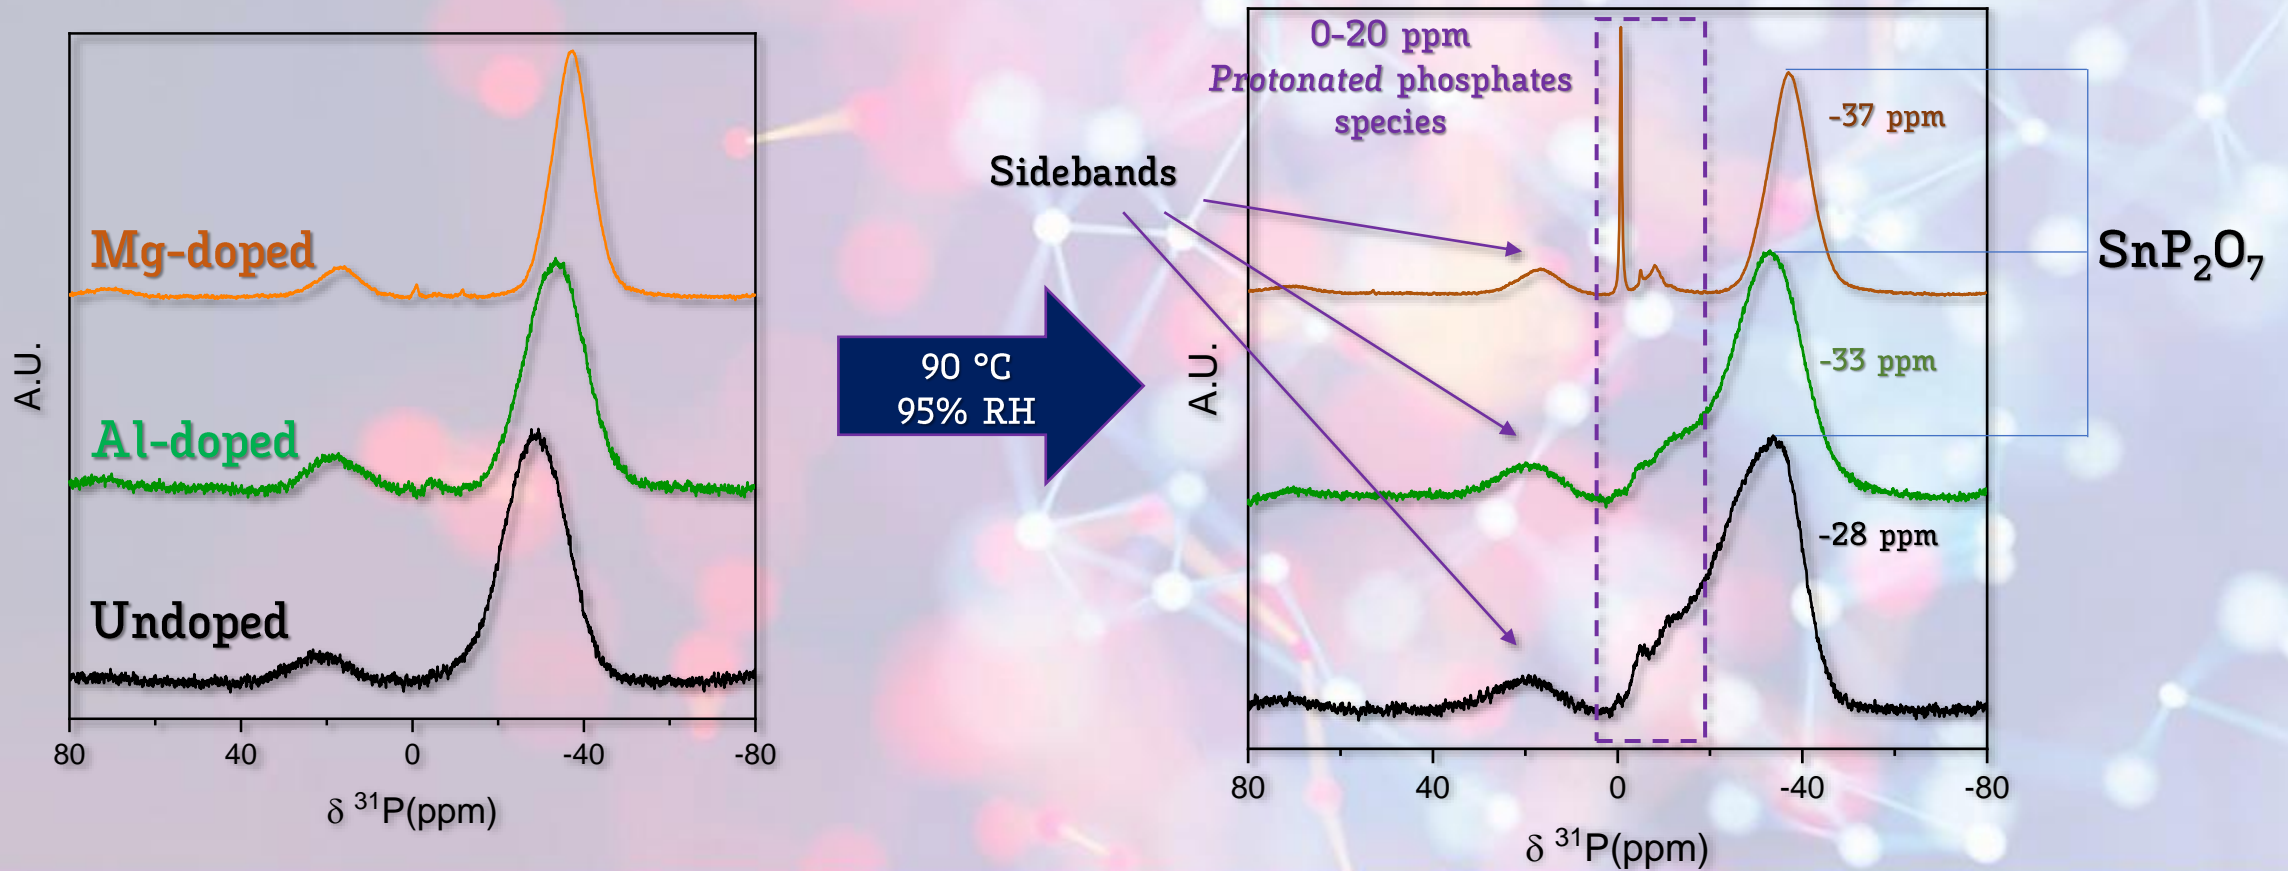 Mg-doped
Al-doped
Undoped
A.U.
80 40 0 -40 -80
δ ³¹P(ppm)
90 °C
95% RH
Sidebands
0-20 ppm
Protonated phosphates
species
-37 ppm
-33 ppm
-28 ppm
SnP₂O₇
A.U.
80 40 0 -40 -80
δ ³¹P(ppm)